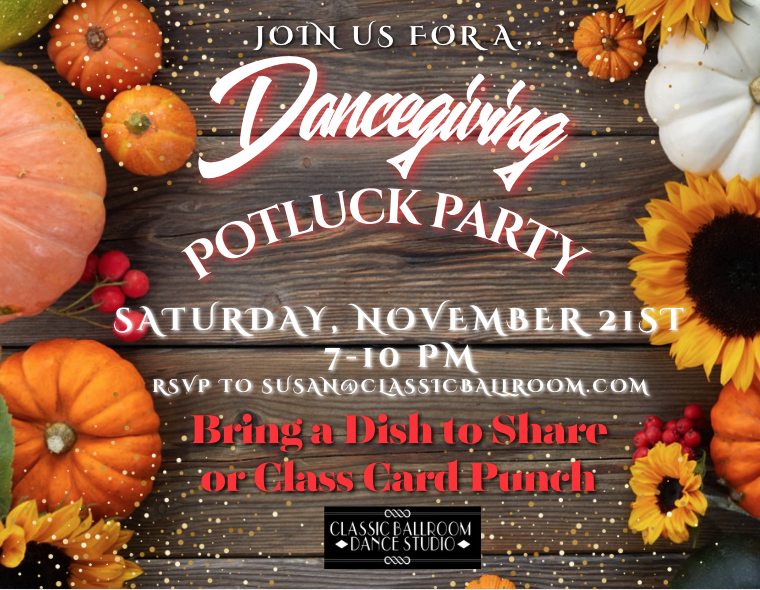 JOIN US FOR A...
Dancegiving
POTLUCK PARTY
SATURDAY, NOVEMBER 21ST
7-10 PM
RSVP TO SUSAN@CLASSICBALLROOM.COM
Bring a Dish to Share
or Class Card Punch
CLASSIC BALLROOM
DANCE STUDIO